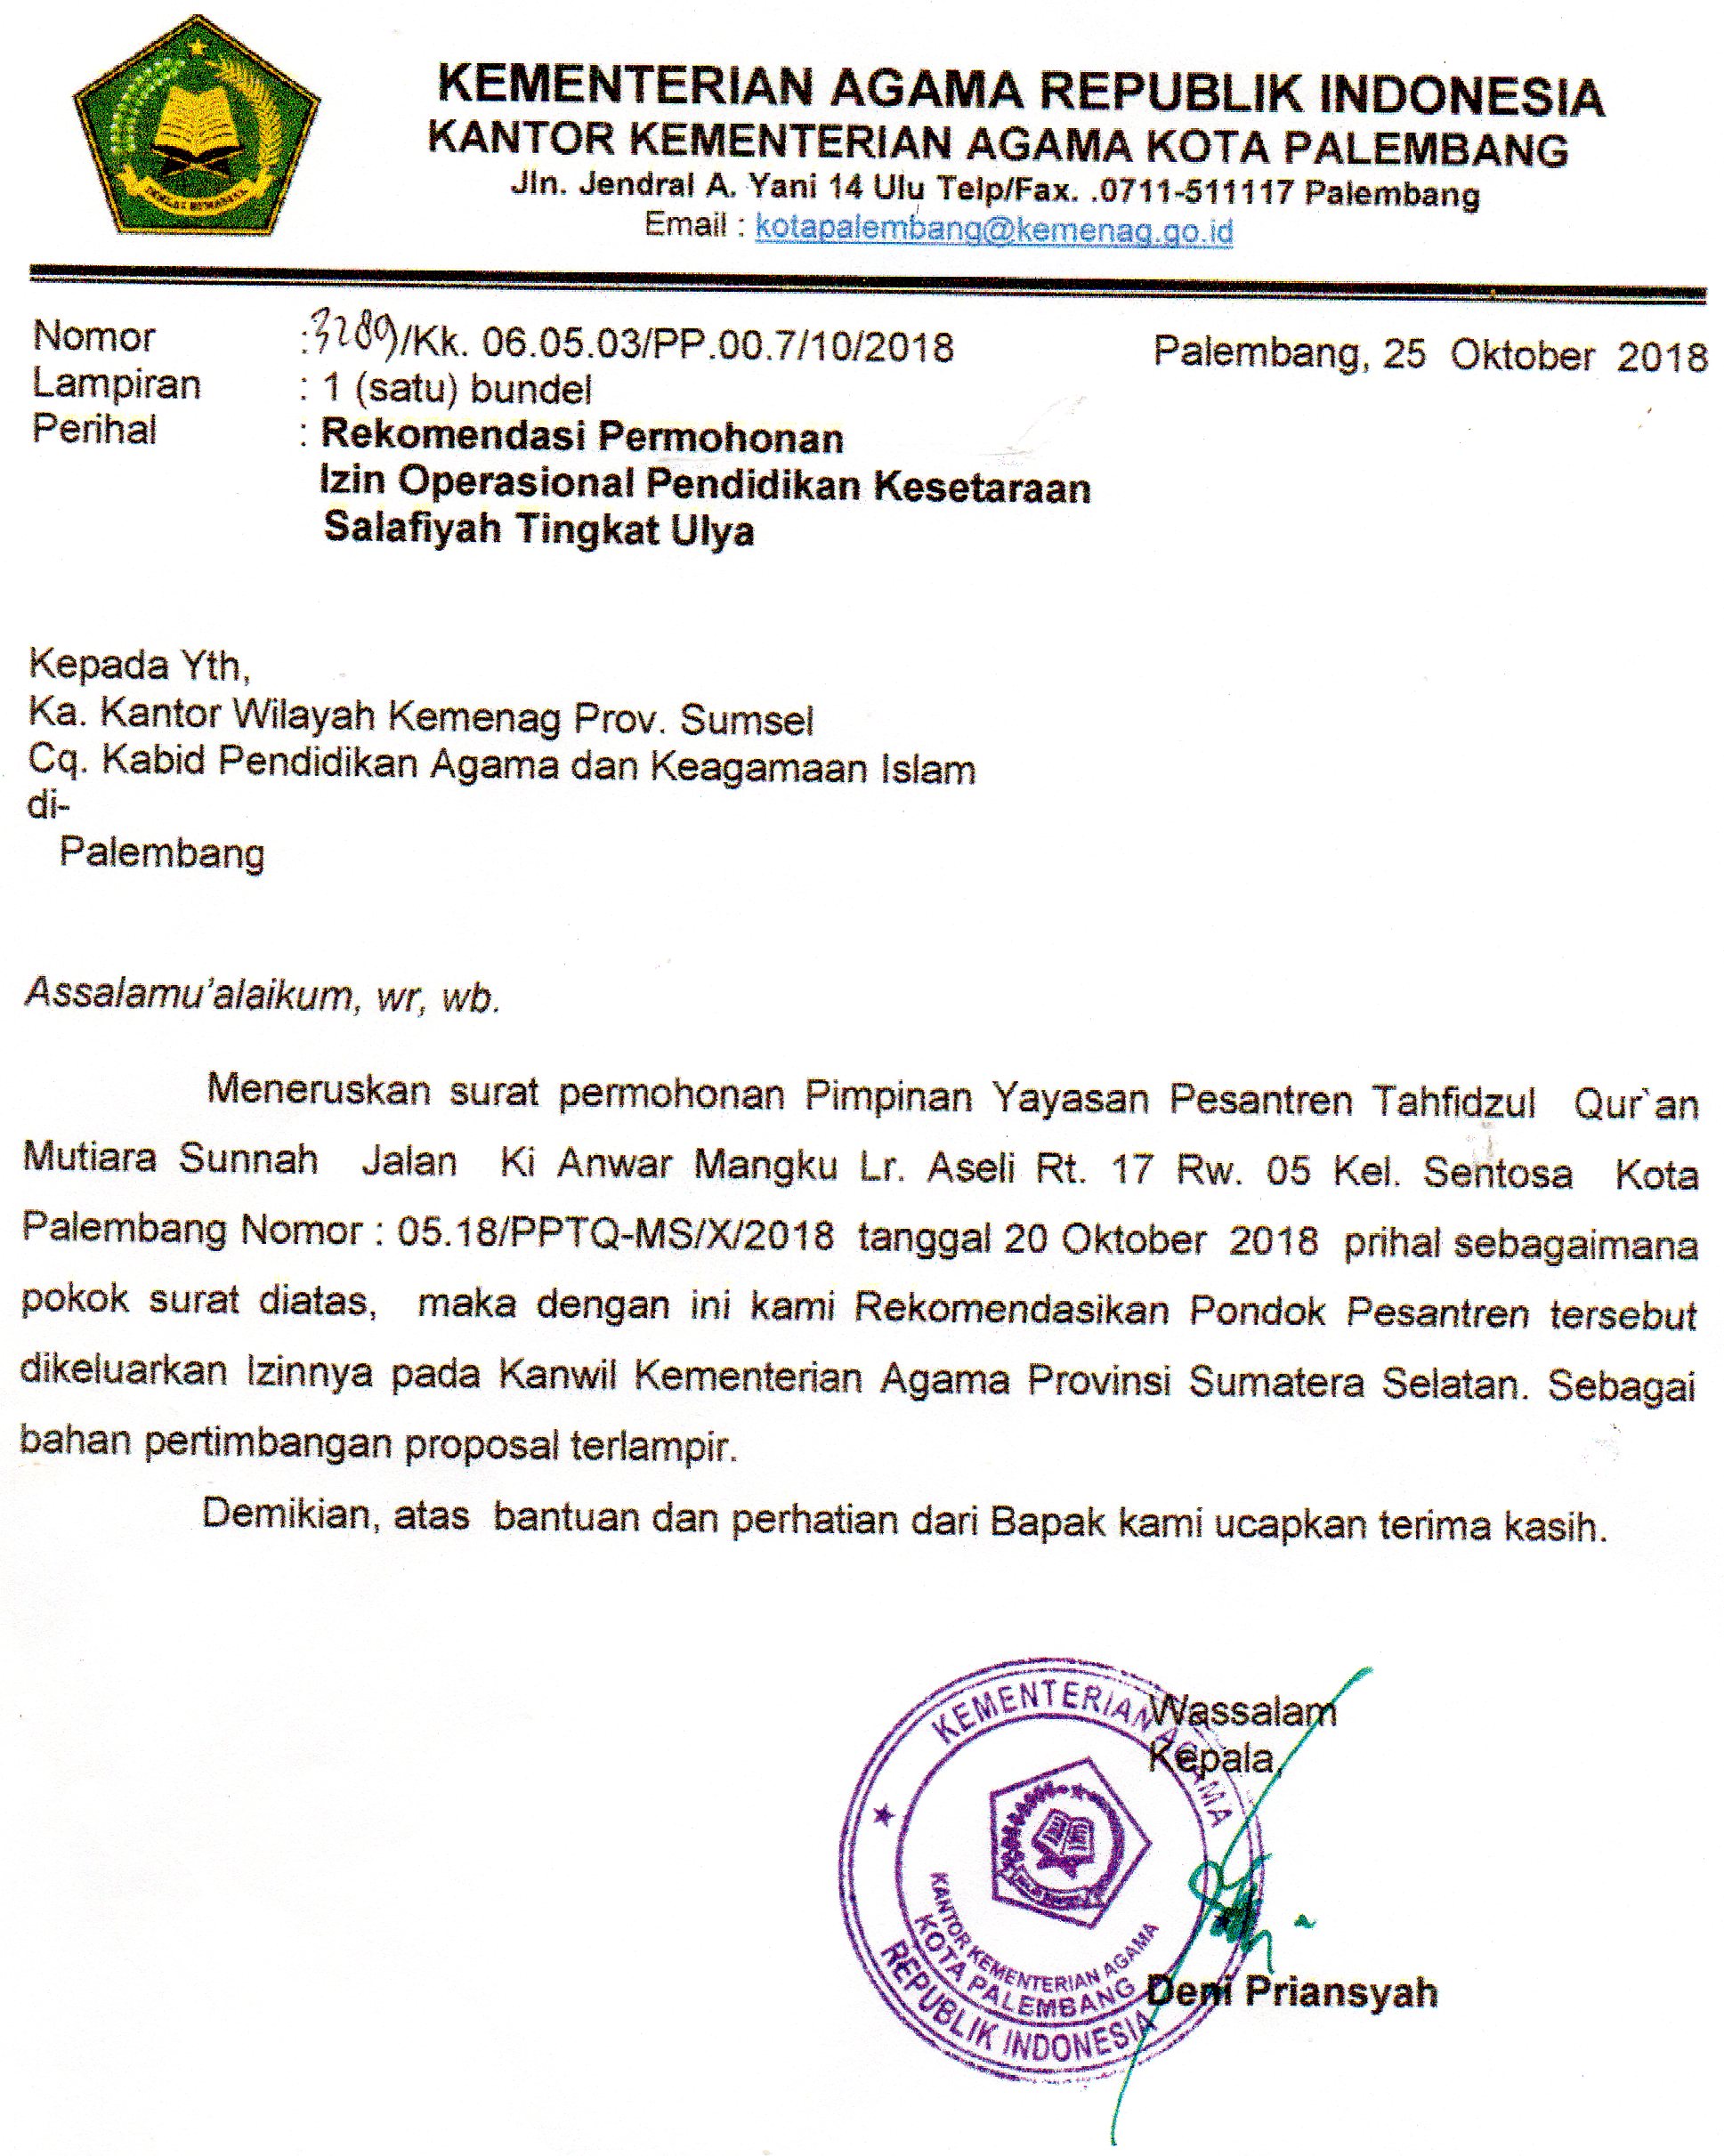 KEMENTERIAN AGAMA REPUBLIK INDONESIA
KANTOR KEMENTERIAN AGAMA KOTA PALEMBANG
Jln. Jendral A. Yani 14 Ulu Telp/Fax. .0711-511117 Palembang
Email : kotapalembang@kemenag.go.id
Nomor :3289/Kk. 06.05.03/PP.00.7/10/2018 Palembang, 25 Oktober 2018
Lampiran : 1 (satu) bundel
Perihal : Rekomendasi Permohonan
Izin Operasional Pendidikan Kesetaraan
Salafiyah Tingkat Ulya
Kepada Yth,
Ka. Kantor Wilayah Kemenag Prov. Sumsel
Cq. Kabid Pendidikan Agama dan Keagamaan Islam
di-
Palembang
Assalamu'alaikum, wr, wb.
Meneruskan surat permohonan Pimpinan Yayasan Pesantren Tahfidzul Qur`an
Mutiara Sunnah Jalan Ki Anwar Mangku Lr. Aseli Rt. 17 Rw. 05 Kel. Sentosa Kota
Palembang Nomor : 05.18/PPTQ-MS/X/2018 tanggal 20 Oktober 2018 prihal sebagaimana
pokok surat diatas, maka dengan ini kami Rekomendasikan Pondok Pesantren tersebut
dikeluarkan Izinnya pada Kanwil Kementerian Agama Provinsi Sumatera Selatan. Sebagai
bahan pertimbangan proposal terlampir.
Demikian, atas bantuan dan perhatian dari Bapak kami ucapkan terima kasih.
Wassalam
Kepala,
KEMENTERIAN AGAMA
KANTOR KEMENTERIAN AGAMA
KOTA PALEMBANG
REPUBLIK INDONESIA
Deni Priansyah